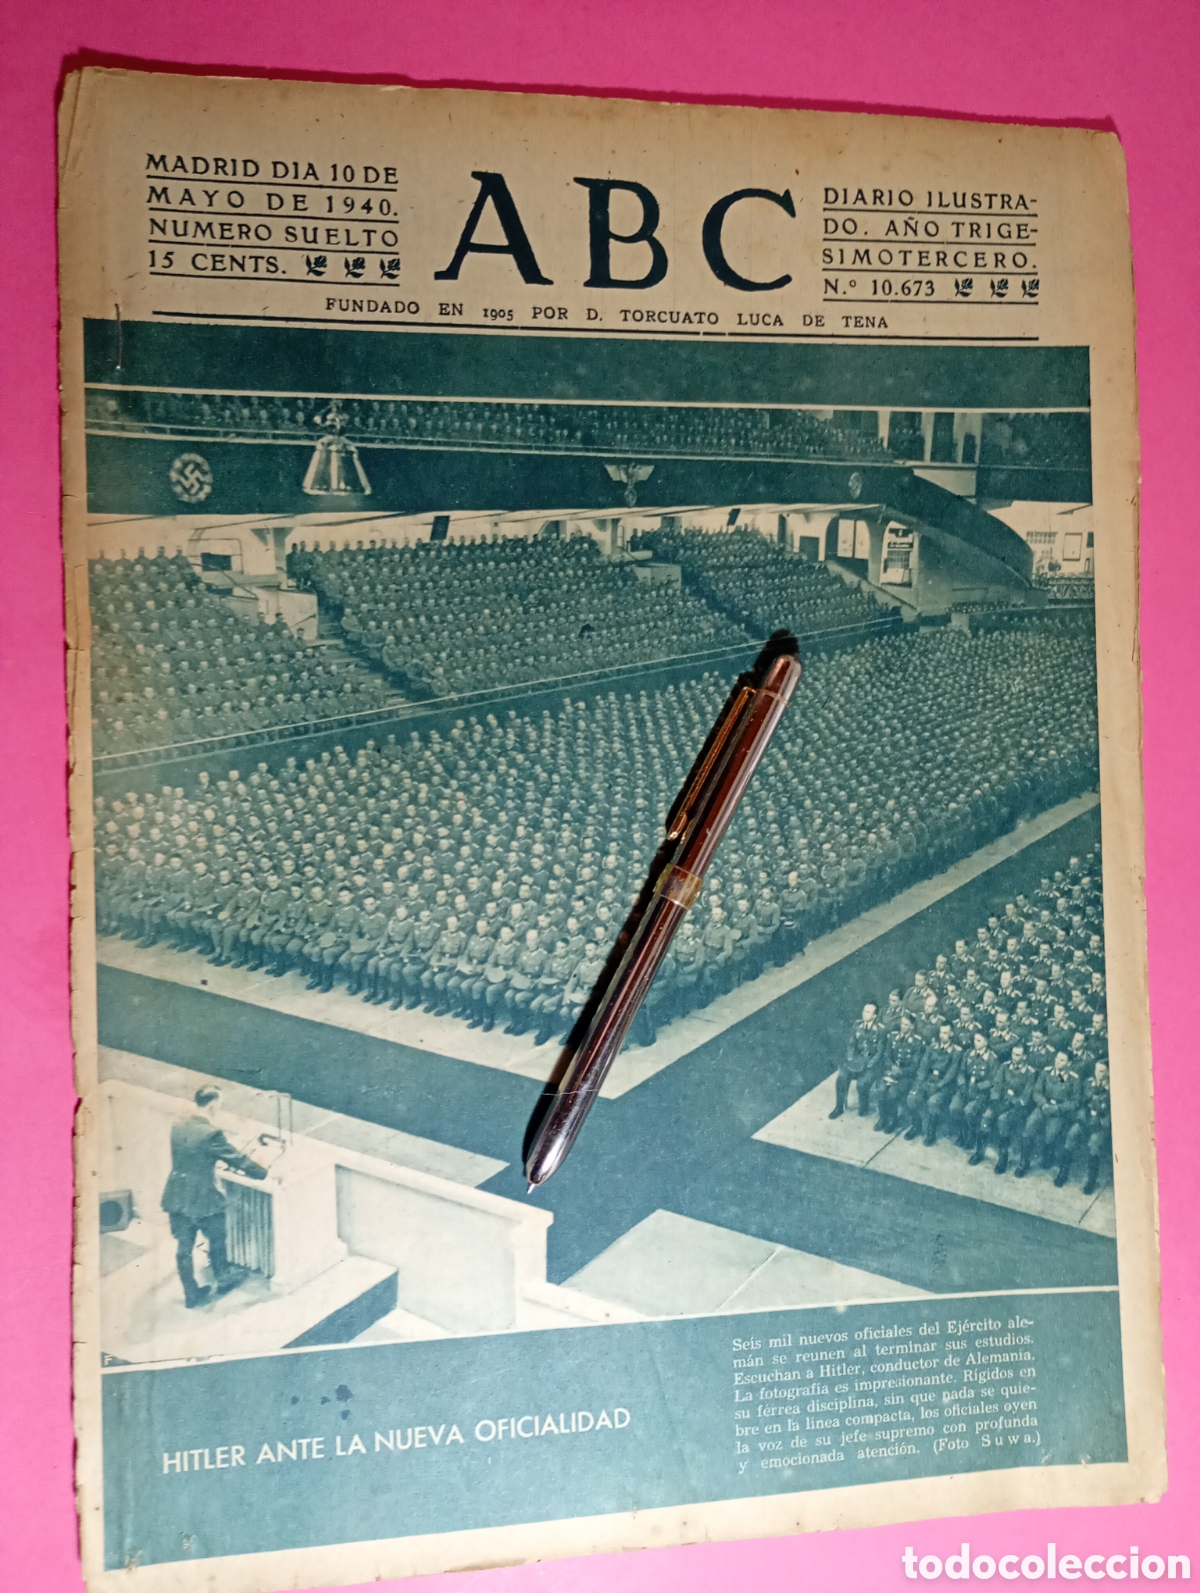 MADRID DIA 10 DE
MAYO DE 1940.
NUMERO SUELTO
15 CENTS.
ABC
DIARIO ILUSTRA-
DO. AÑO TRIGE-
SIMOTERCERO.
N.º 10.673
FUNDADO EN 1905 POR D. TORCUATO LUCA DE TENA
HITLER ANTE LA NUEVA OFICIALIDAD
Seis mil nuevos oficiales del Ejército ale-
mán se reunen al terminar sus estudios.
Escuchan a Hitler, conductor de Alemania.
La fotografía es impresionante. Rígidos en
su férrea disciplina, sin que nada se quie-
bre en la línea compacta, los oficiales oyen
la voz de su jefe supremo con profunda
y emocionada atención. (Foto Suwa.)
todocoleccion